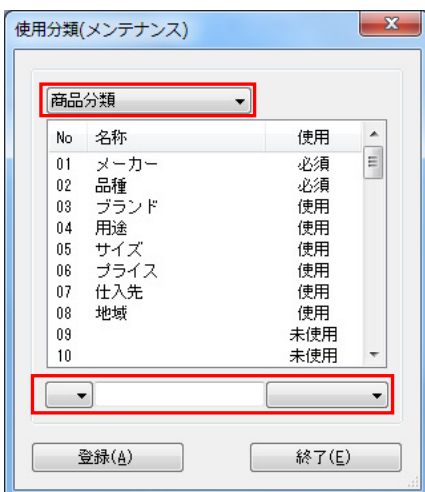 使用分類(メンテナンス)
商品分類
No 名称 使用
01 メーカー 必須
02 品種 必須
03 ブランド 使用
04 用途 使用
05 サイズ 使用
06 プライス 使用
07 仕入先 使用
08 地域 使用
09 未使用
10 未使用
登録(A) 終了(E)